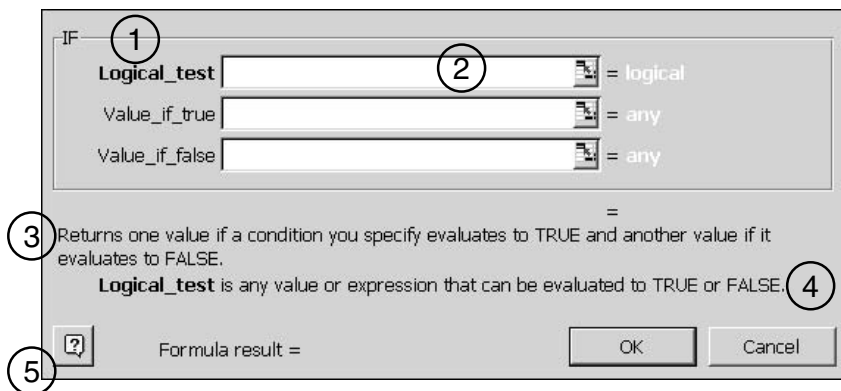 IF 1
Logical_test 2 = logical
Value_if_true = any
Value_if_false = any
=
3 Returns one value if a condition you specify evaluates to TRUE and another value if it
evaluates to FALSE.
Logical_test is any value or expression that can be evaluated to TRUE or FALSE. 4
? Formula result = OK Cancel
5